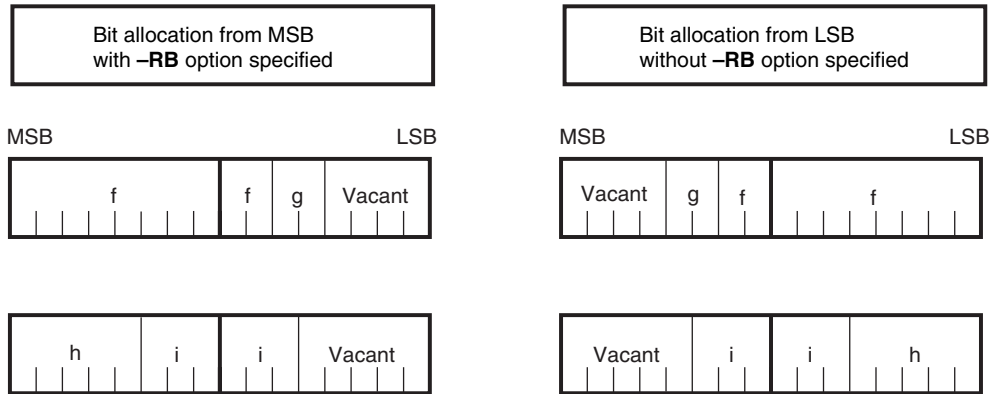 Bit allocation from MSB
with –RB option specified
Bit allocation from LSB
without –RB option specified
MSB LSB
MSB LSB
f f g Vacant
Vacant g f f
h i i Vacant
Vacant i i h